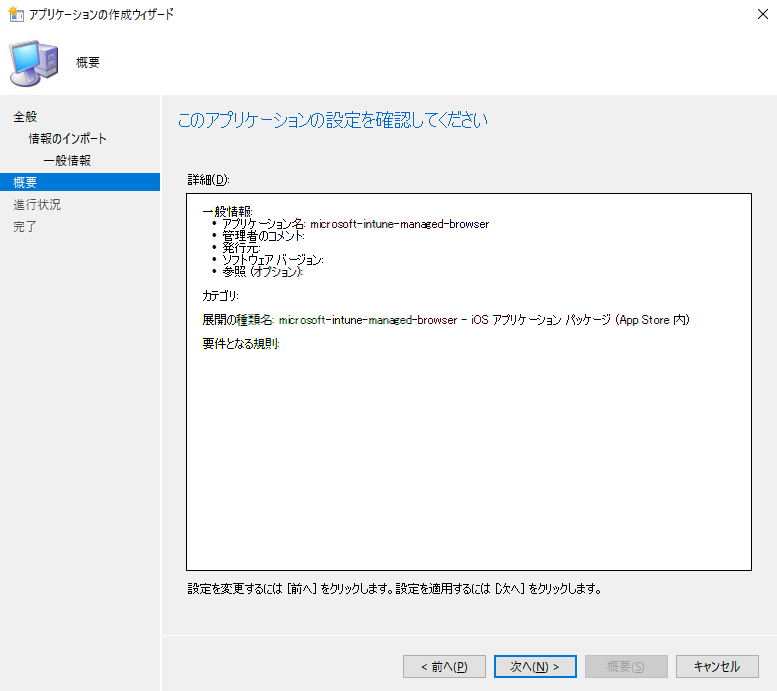 アプリケーションの作成ウィザード
概要
全般
情報のインポート
一般情報
概要
進行状況
完了
このアプリケーションの設定を確認してください
詳細(D):
一般情報:
• アプリケーション名: microsoft-intune-managed-browser
• 管理者のコメント:
• 発行元:
• ソフトウェア バージョン:
• 参照 (オプション):
カテゴリ:
展開の種類名: microsoft-intune-managed-browser - iOS アプリケーション パッケージ (App Store 内)
要件となる規則:
設定を変更するには [前へ] をクリックします。設定を適用するには [次へ] をクリックします。
< 前へ(P)
次へ(N) >
概要(S)
キャンセル